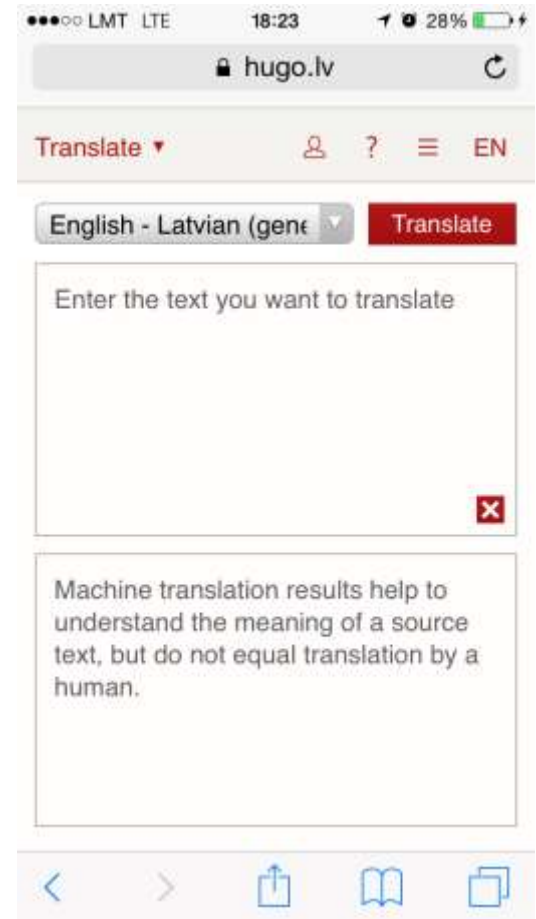 LMT LTE 18:23 28%
hugo.lv
Translate ? EN
English - Latvian (gene Translate
Enter the text you want to translate
Machine translation results help to
understand the meaning of a source
text, but do not equal translation by a
human.